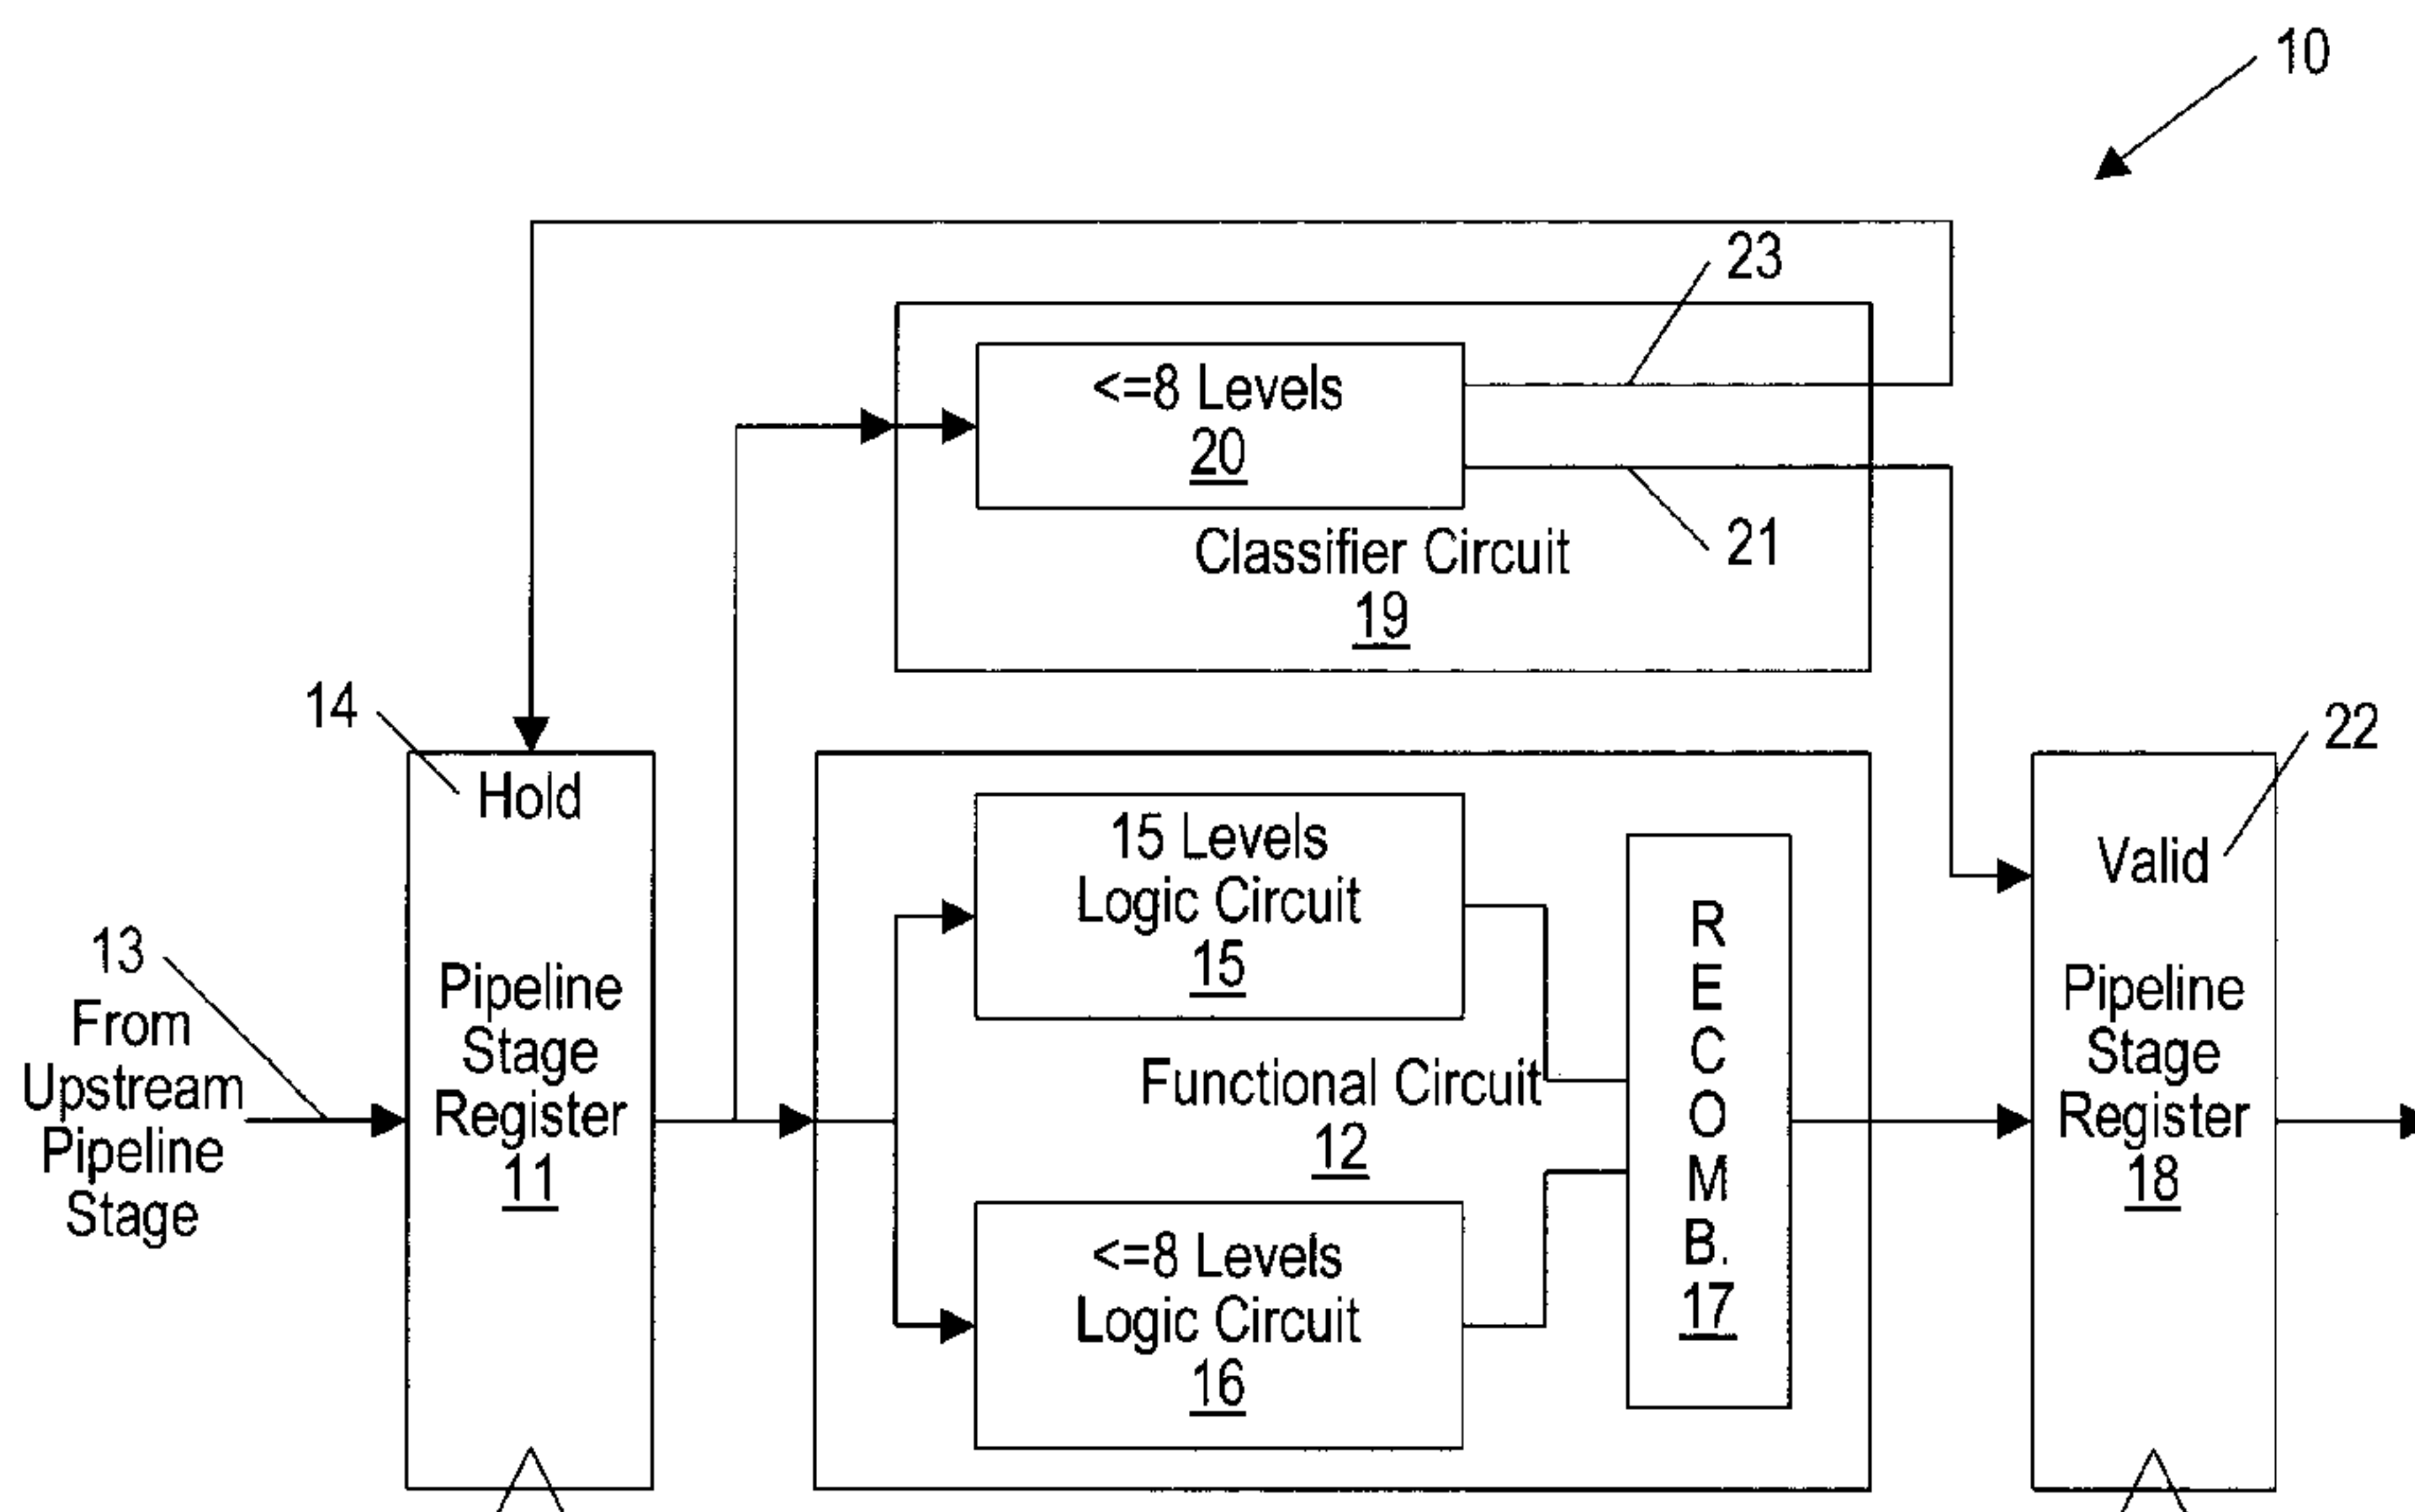 10
23
<=8 Levels
20
21
Classifier Circuit
19
14
Hold
22
Valid
15 Levels
Logic Circuit
15
13
From
Upstream
Pipeline
Stage
Pipeline
Stage
Register
11
Functional Circuit
12
R
E
C
O
M
B.
17
<=8 Levels
Logic Circuit
16
Pipeline
Stage
Register
18